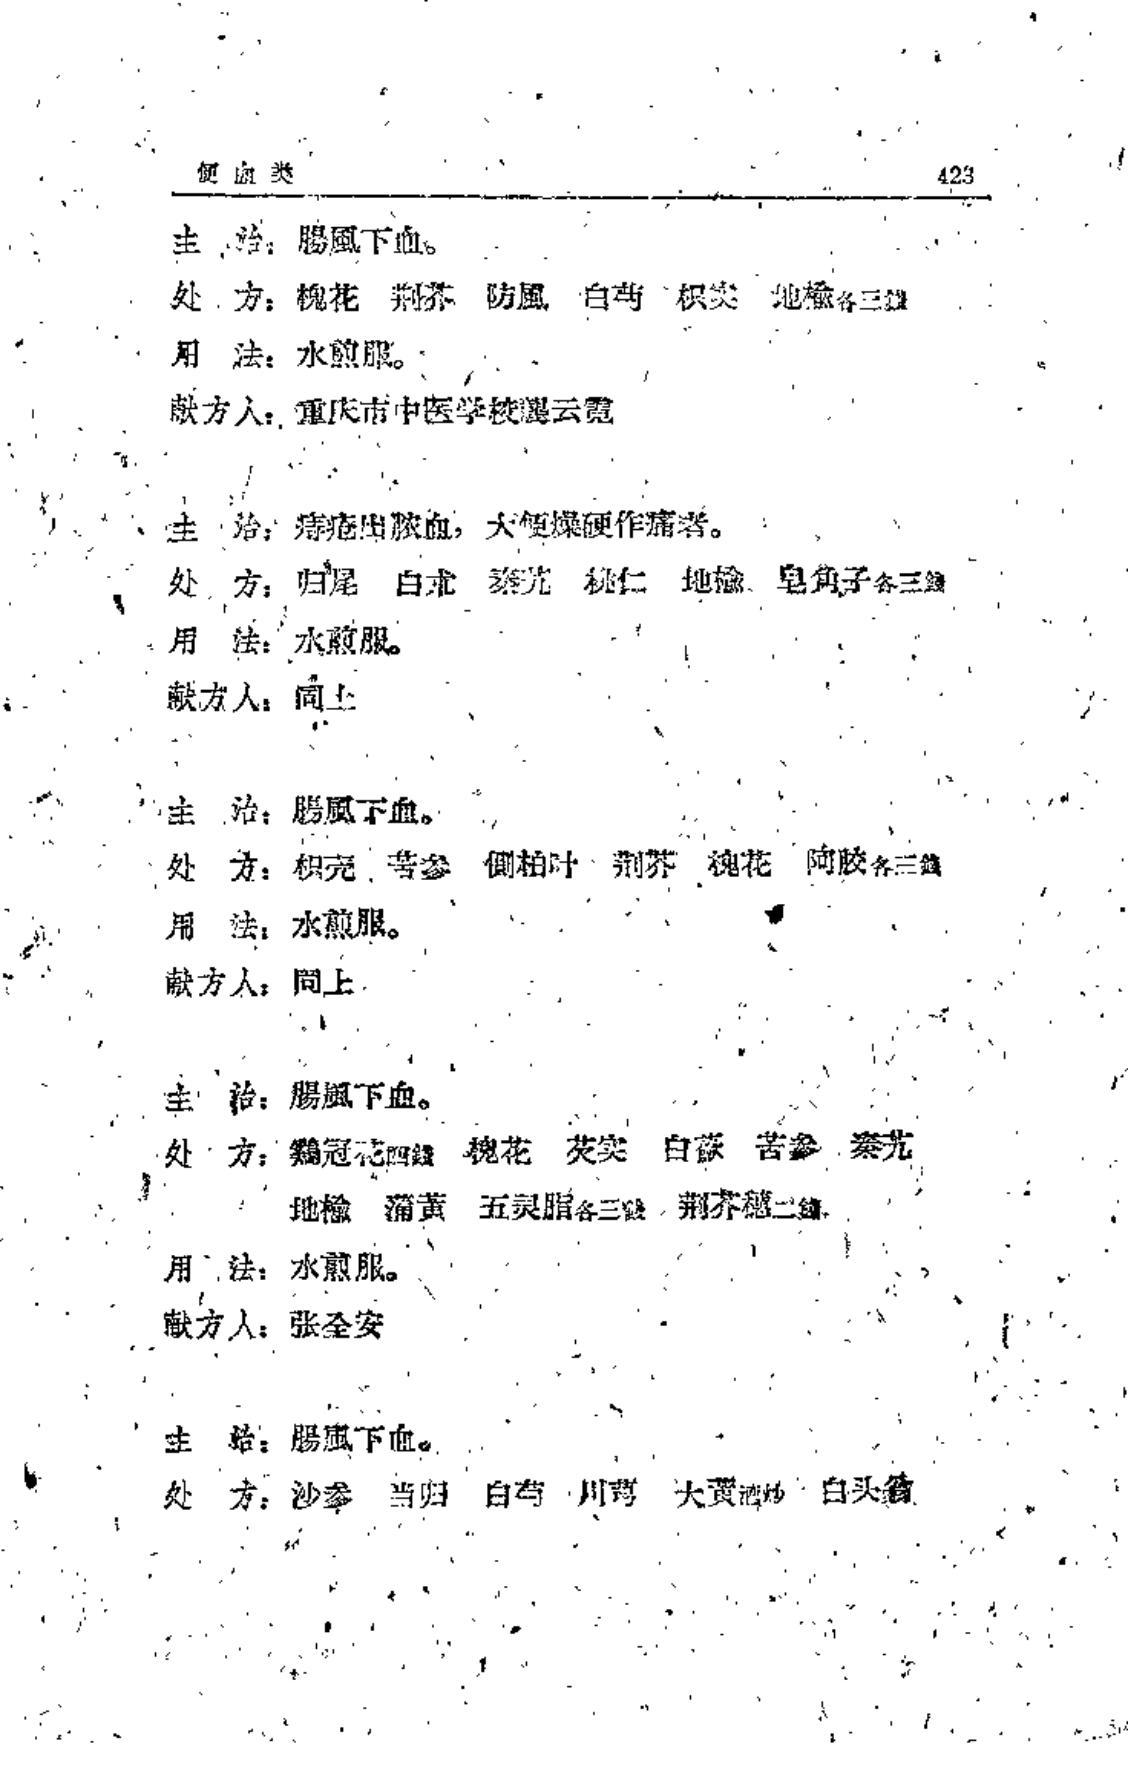 便血类 423
主　治：腸風下血。
处　方：槐花　荆芥　防風　白芍　枳实　地榆各三錢
用　法：水煎服。
献方人：重庆市中医学校龔云霓
主　治：痔疮出膿血，大便燥硬作痛者。
处　方：归尾　白朮　秦艽　桃仁　地榆　皂角子各三錢
用　法：水煎服。
献方人：同上
主　治：腸風下血。
处　方：枳壳　苦参　側柏叶　荆芥　槐花　阿胶各三錢
用　法：水煎服。
献方人：同上
主　治：腸風下血。
处　方：鷄冠花四錢　槐花　芡实　白蔹　苦参　秦艽
地榆　蒲黄　五灵脂各三錢　荆芥穗二錢
用　法：水煎服。
献方人：张全安
主　治：腸風下血。
处　方：沙参　当归　白芍　川芎　大黄酒炒　白头翁